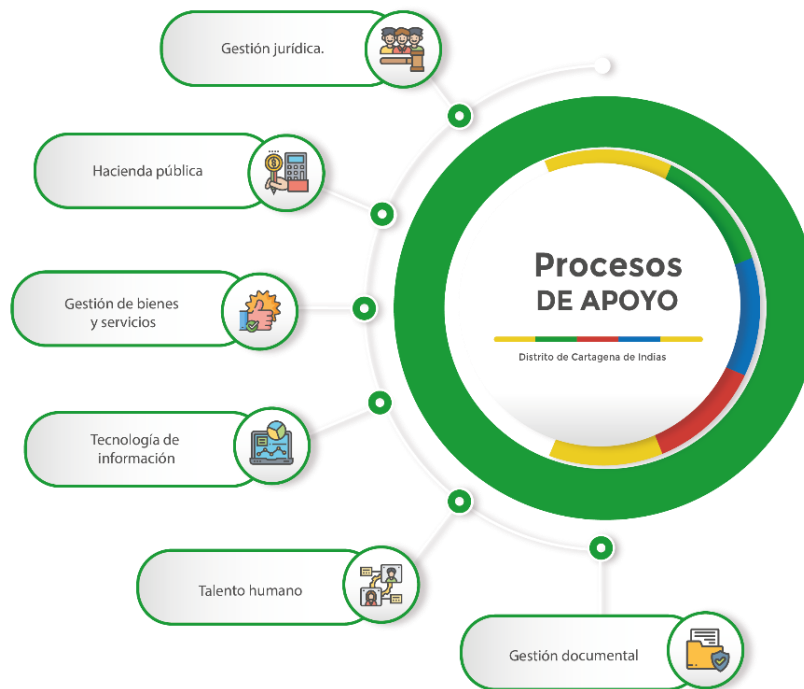 Gestión jurídica.
Hacienda pública
Gestión de bienes
y servicios
Tecnología de
información
Talento humano
Gestión documental
Procesos
DE APOYO
Distrito de Cartagena de Indias